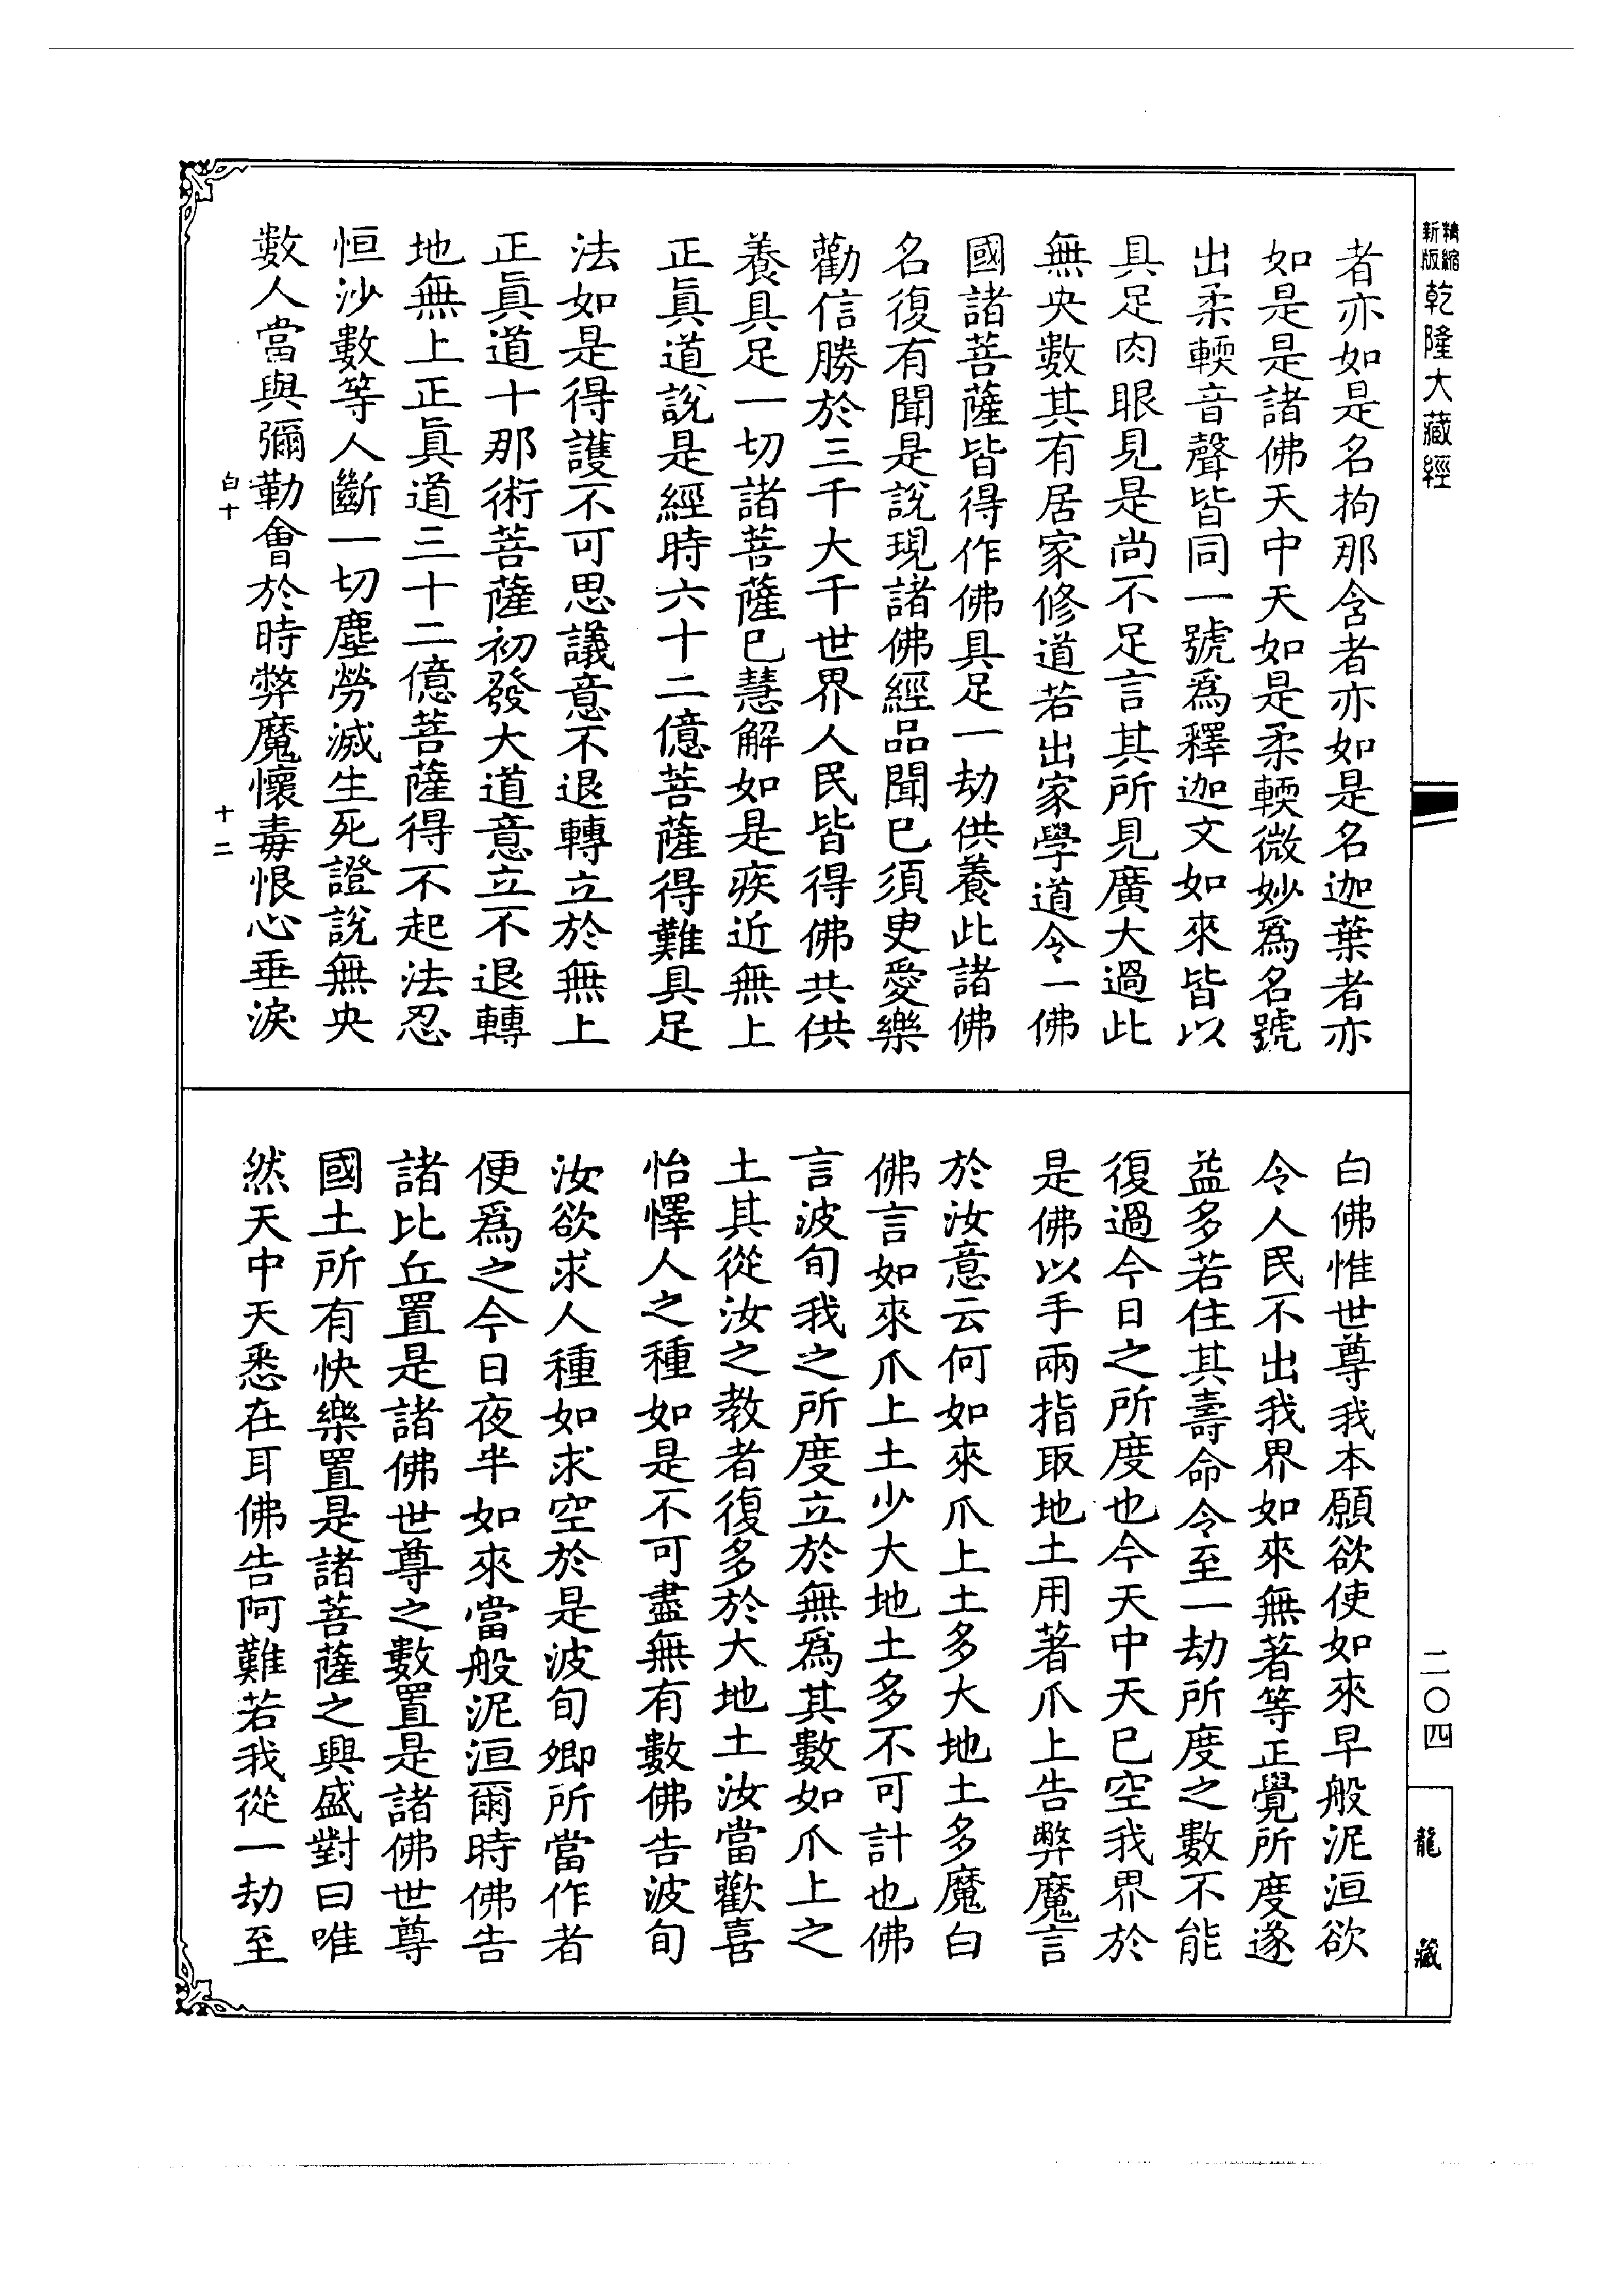 精縮新版乾隆大藏經
者亦如是名拘那含者亦如是名迦葉者亦
如是是諸佛天中天如是柔輭微妙爲名號
出柔輭音聲皆同一號爲釋迦文如來皆以
具足肉眼見是尚不足言其所見廣大過此
無央數其有居家修道若出家學道令一佛
國諸菩薩皆得作佛具足一劫供養此諸佛
名復有聞是說現諸佛經品聞已須臾愛樂
勸信勝於三千大千世界人民皆得佛共供
養具足一切諸菩薩已慧解如是疾近無上
正眞道說是經時六十二億菩薩得難具足
法如是得護不可思議意不退轉立於無上
正眞道十那術菩薩初發大道意立不退轉
地無上正眞道三十二億菩薩得不起法忍
恒沙數等人斷一切塵勞滅生死證說無央
數人當與彌勒會於時弊魔懷毒恨心垂淚
白十
十二
白佛惟世尊我本願欲使如來早般泥洹欲
令人民不出我界如來無著等正覺所度遂
益多若住其壽命令至一劫所度之數不能
復過今日之所度也今天中天已空我界於
是佛以手兩指取地土用著爪上告弊魔言
於汝意云何如來爪上土多大地土多魔白
佛言如來爪上土少大地土多不可計也佛
言波旬我之所度立於無爲其數如爪上之
土其從汝之教者復多於大地土汝當歡喜
怡懌人之種如是不可盡無有數佛告波旬
汝欲求人種如求空於是波旬卿所當作者
便爲之今日夜半如來當般泥洹爾時佛告
諸比丘置是諸佛世尊之數置是諸佛世尊
國土所有快樂置是諸菩薩之興盛對曰唯
然天中天悉在耳佛告阿難若我從一劫至
二〇四
龍藏